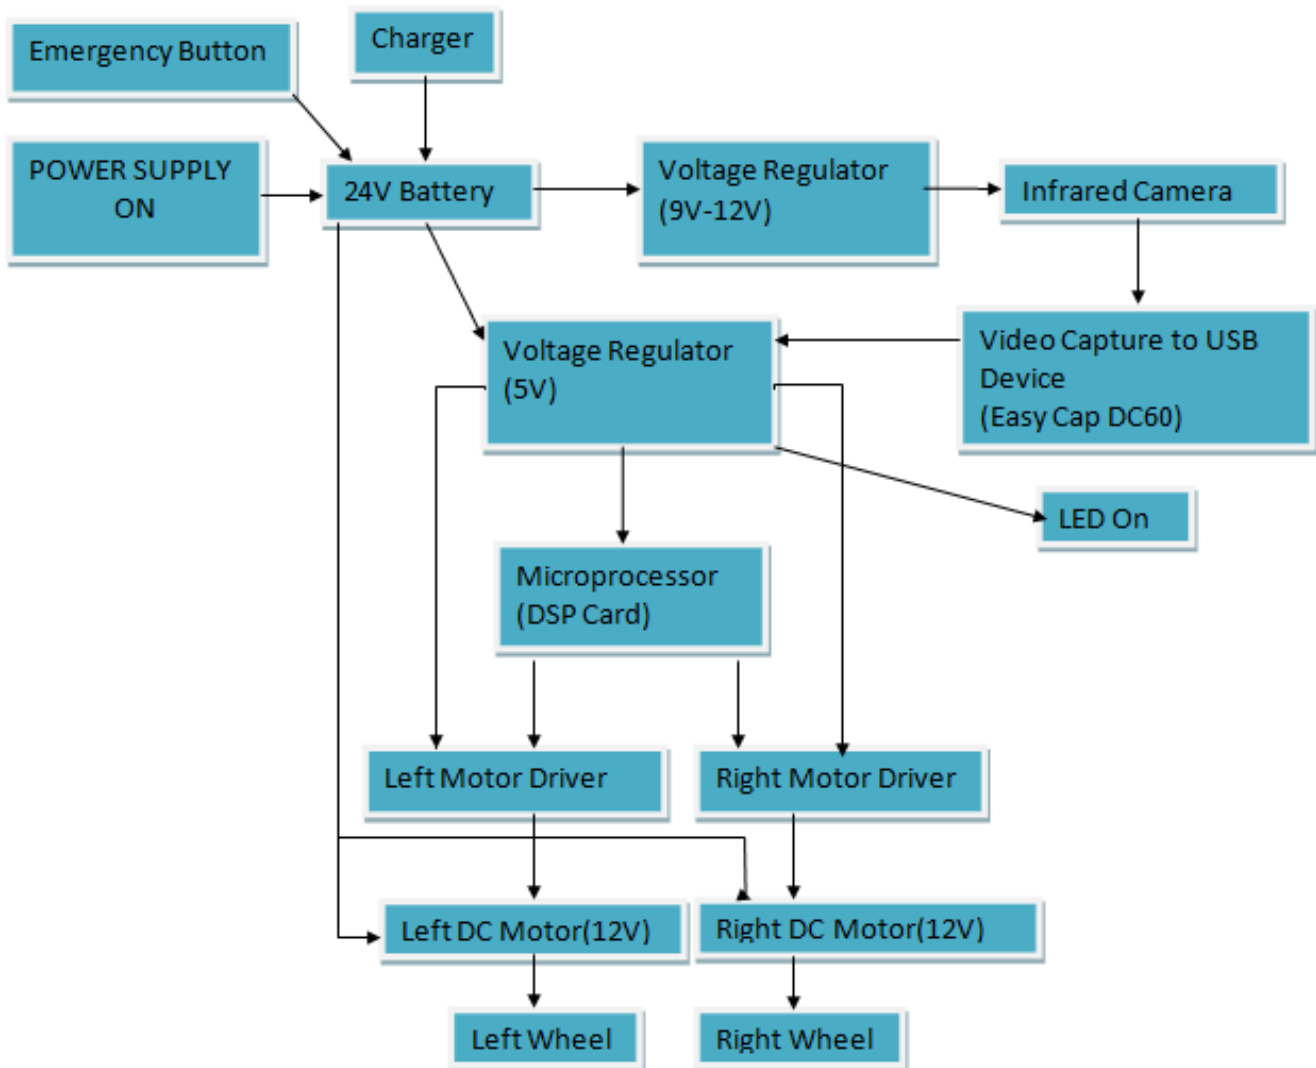 Emergency Button
Charger
POWER SUPPLY
ON
24V Battery
Voltage Regulator
(9V-12V)
Infrared Camera
Voltage Regulator
(5V)
Video Capture to USB
Device
(Easy Cap DC60)
LED On
Microprocessor
(DSP Card)
Left Motor Driver
Right Motor Driver
Left DC Motor(12V)
Right DC Motor(12V)
Left Wheel
Right Wheel